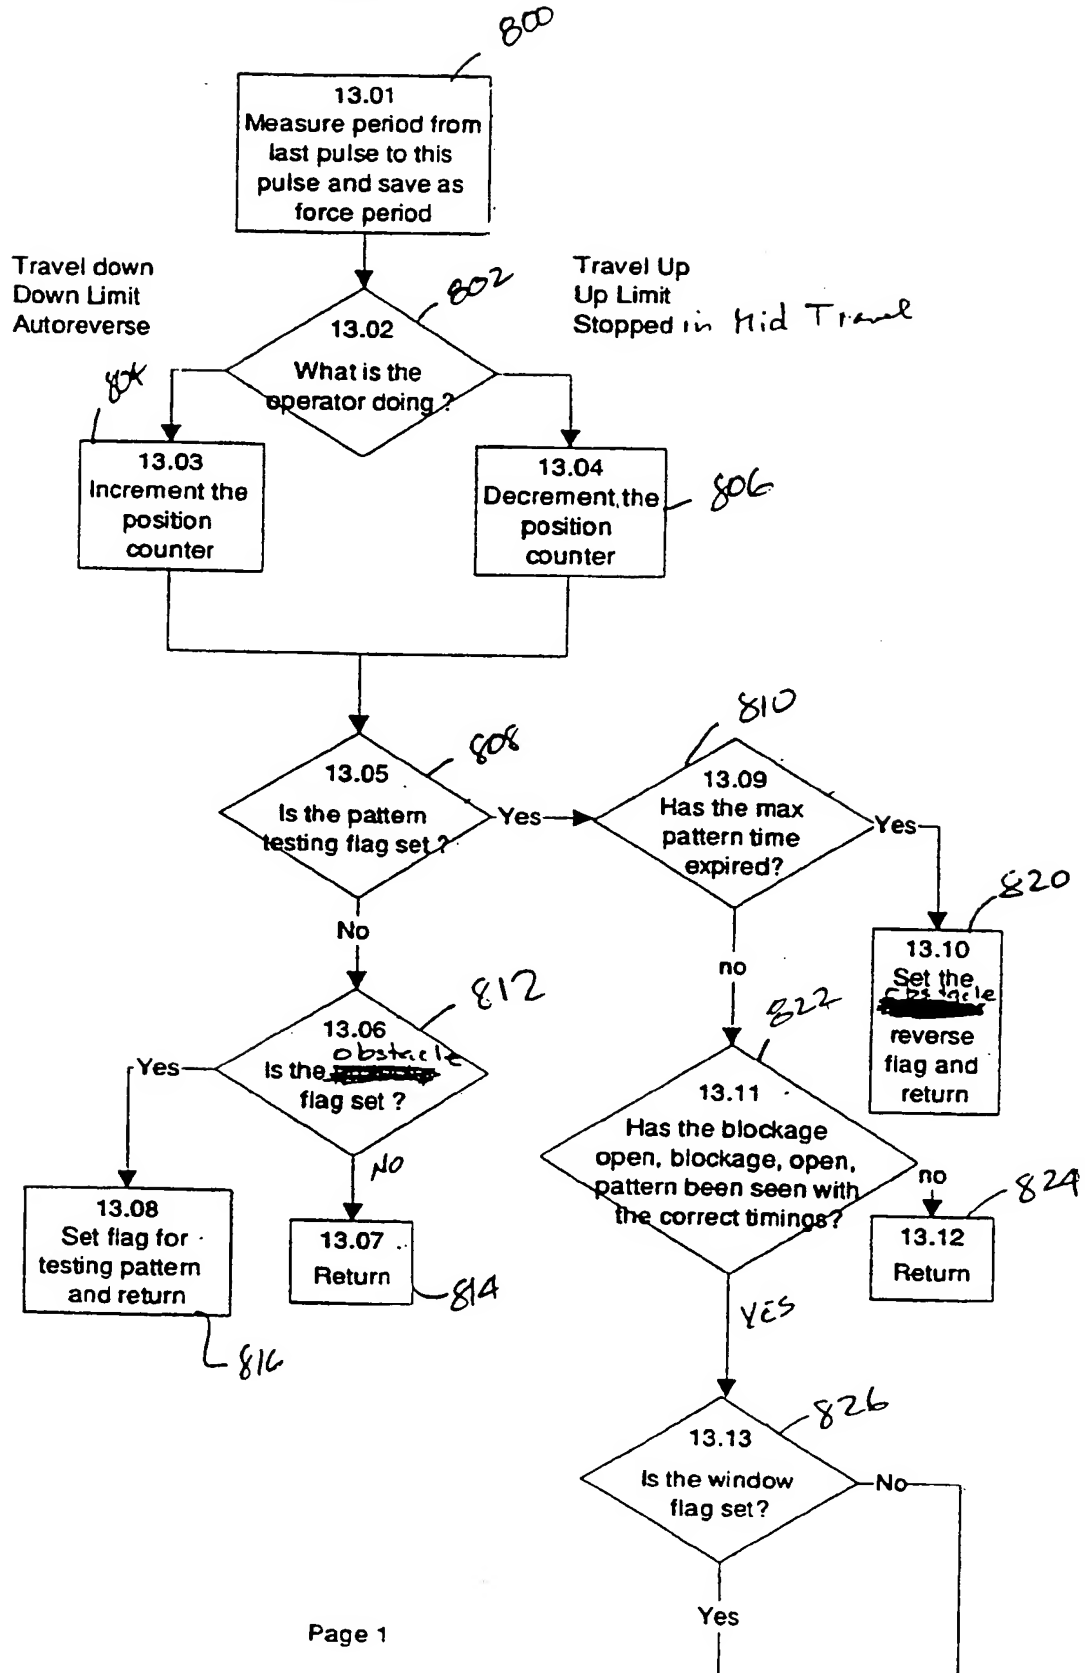 800
13.01
Measure period from
last pulse to this
pulse and save as
force period
Travel down
Down Limit
Autoreverse
802
Travel Up
Up Limit
Stopped in Mid Travel
13.02
What is the
operator doing ?
804
13.03
Increment the
position
counter
13.04
Decrement, the
position
counter
806
808
13.05
Is the pattern
testing flag set ?
Yes
No
810
13.09
Has the max
pattern time
expired?
Yes
no
820
13.10
Set the
obstacle
reverse
flag and
return
812
13.06
obstacle
Is the
flag set ?
Yes
NO
13.08
Set flag for
testing pattern
and return
816
13.07
Return
814
822
13.11
Has the blockage
open, blockage, open,
pattern been seen with
the correct timings?
no
824
13.12
Return
YES
826
13.13
Is the window
flag set?
No
Yes
Page 1